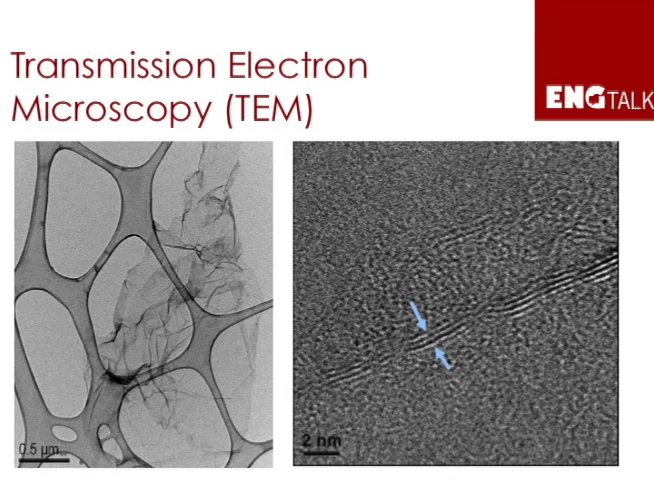 Transmission Electron
Microscopy (TEM)
ENGTALK
0.5 µm
2 nm